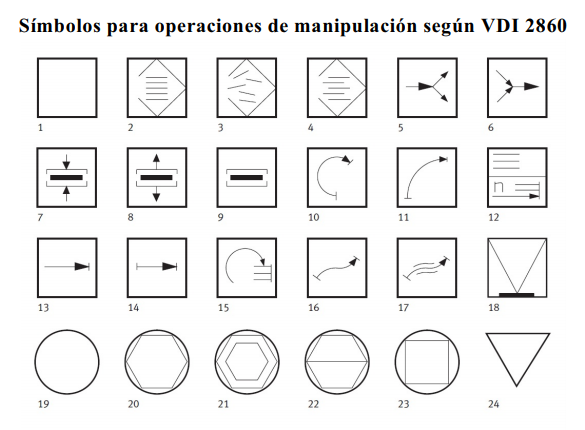 Símbolos para operaciones de manipulación según VDI 2860
1 2 3 4 5 6
n
7 8 9 10 11 12
13 14 15 16 17 18
19 20 21 22 23 24